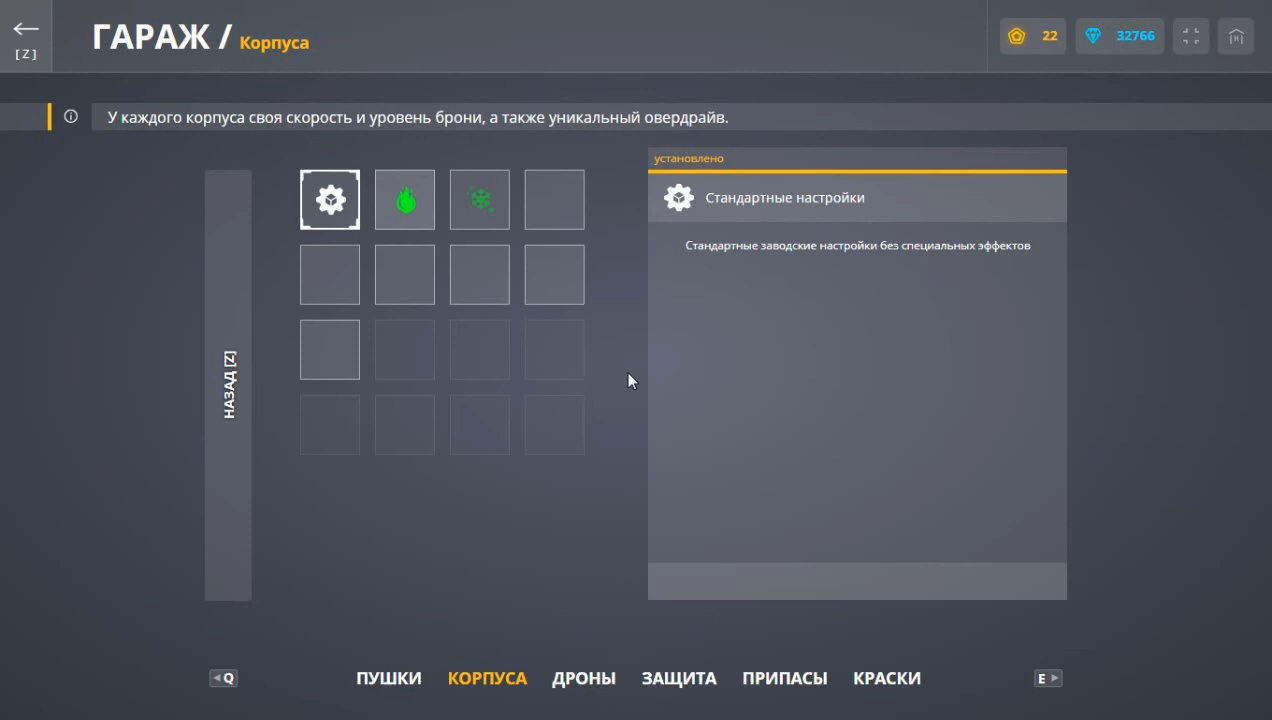 [Z]
ГАРАЖ / Корпуса
22
32766
[H]
У каждого корпуса своя скорость и уровень брони, а также уникальный овердрайв.
НАЗАД [Z]
установлено
Стандартные настройки
Стандартные заводские настройки без специальных эффектов
Q
ПУШКИ КОРПУСА ДРОНЫ ЗАЩИТА ПРИПАСЫ КРАСКИ
E